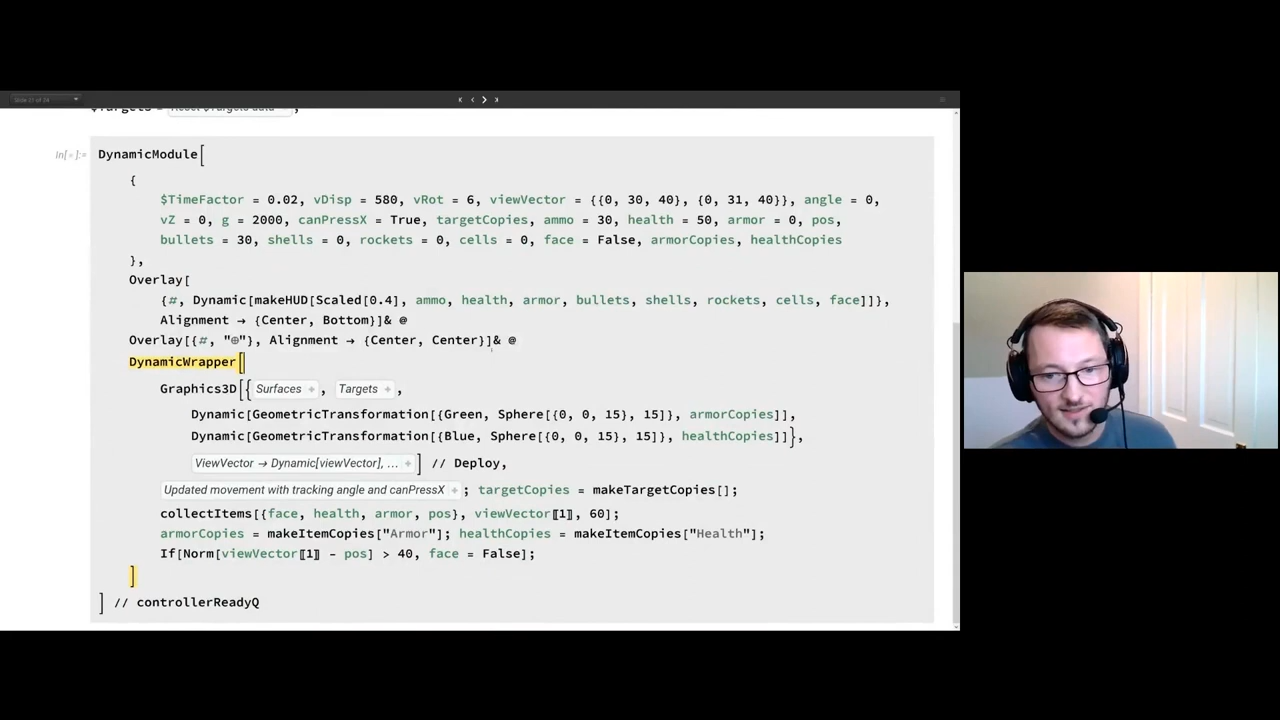 Slide 21 of 24
In[ ]:=
DynamicModule[
{
$TimeFactor = 0.02, vDisp = 580, vRot = 6, viewVector = {{0, 30, 40}, {0, 31, 40}}, angle = 0,
vZ = 0, g = 2000, canPressX = True, targetCopies, ammo = 30, health = 50, armor = 0, pos,
bullets = 30, shells = 0, rockets = 0, cells = 0, face = False, armorCopies, healthCopies
},
Overlay[
{#, Dynamic[makeHUD[Scaled[0.4], ammo, health, armor, bullets, shells, rockets, cells, face]]},
Alignment → {Center, Bottom}]& @
Overlay[{#, "⊕"}, Alignment → {Center, Center}]& @
DynamicWrapper[
Graphics3D[{ Surfaces + , Targets + ,
Dynamic[GeometricTransformation[{Green, Sphere[{0, 0, 15}, 15]}, armorCopies]],
Dynamic[GeometricTransformation[{Blue, Sphere[{0, 0, 15}, 15]}, healthCopies]]},
ViewVector → Dynamic[viewVector], ... + ] // Deploy,
Updated movement with tracking angle and canPressX + ; targetCopies = makeTargetCopies[];
collectItems[{face, health, armor, pos}, viewVector〚1〛, 60];
armorCopies = makeItemCopies["Armor"]; healthCopies = makeItemCopies["Health"];
If[Norm[viewVector〚1〛 - pos] > 40, face = False];
]
] // controllerReadyQ